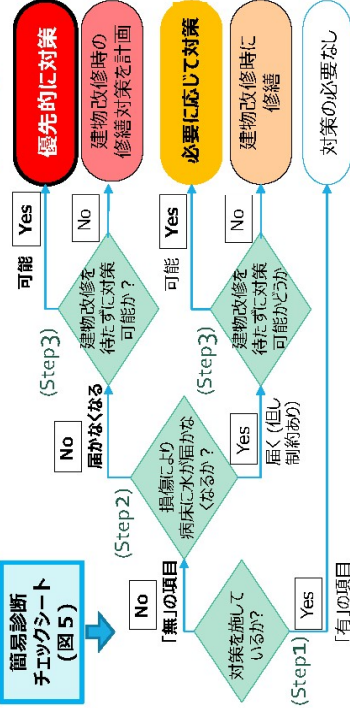 簡易診断
チェックシート
(図5)
(Step1)
対策を施して
いるか?
No
「無」の項目
Yes
「有」の項目
(Step2)
損傷により
病床に水が届かな
くなるか?
No
届かなくなる
Yes
届く(但し
制約あり)
(Step3)
建物改修を
待たずに対策
可能か?
可能
Yes
No
(Step3)
建物改修を
待たずに対策
可能かどうか
可能
Yes
No
優先的に対策
建物改修時の
修繕対策を計画
必要に応じて対策
建物改修時に
修繕
対策の必要なし